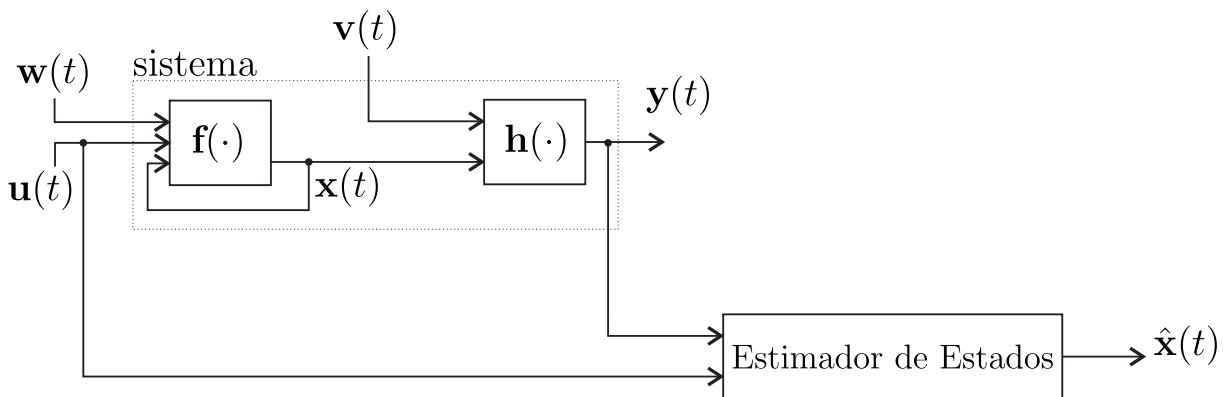 v(t)
sistema
w(t)
y(t)
f(·)
h(·)
u(t)
x(t)
Estimador de Estados
x̂(t)